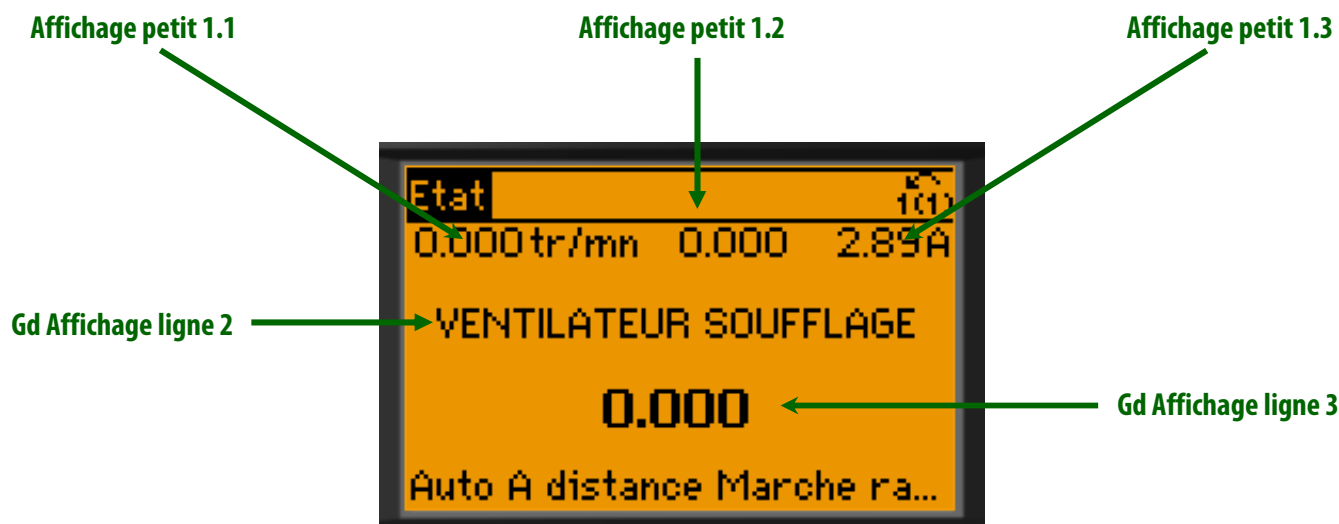 Affichage petit 1.1 Affichage petit 1.2 Affichage petit 1.3
Etat 1(1)
0.000 tr/mn 0.000 2.89A
Gd Affichage ligne 2 VENTILATEUR SOUFFLAGE
0.000 Gd Affichage ligne 3
Auto A distance Marche ra...